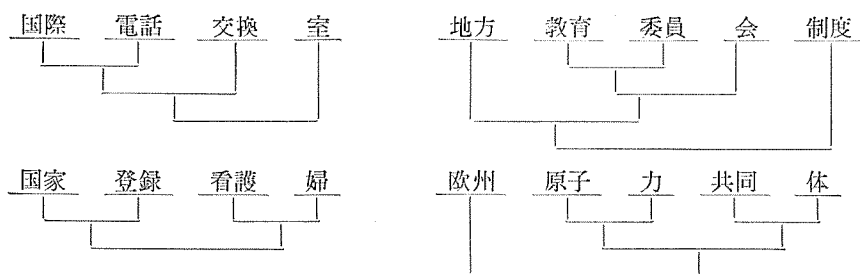 国際 電話 交換 室
地方 教育 委員 会 制度
国家 登録 看護 婦
欧州 原子 力 共同 体